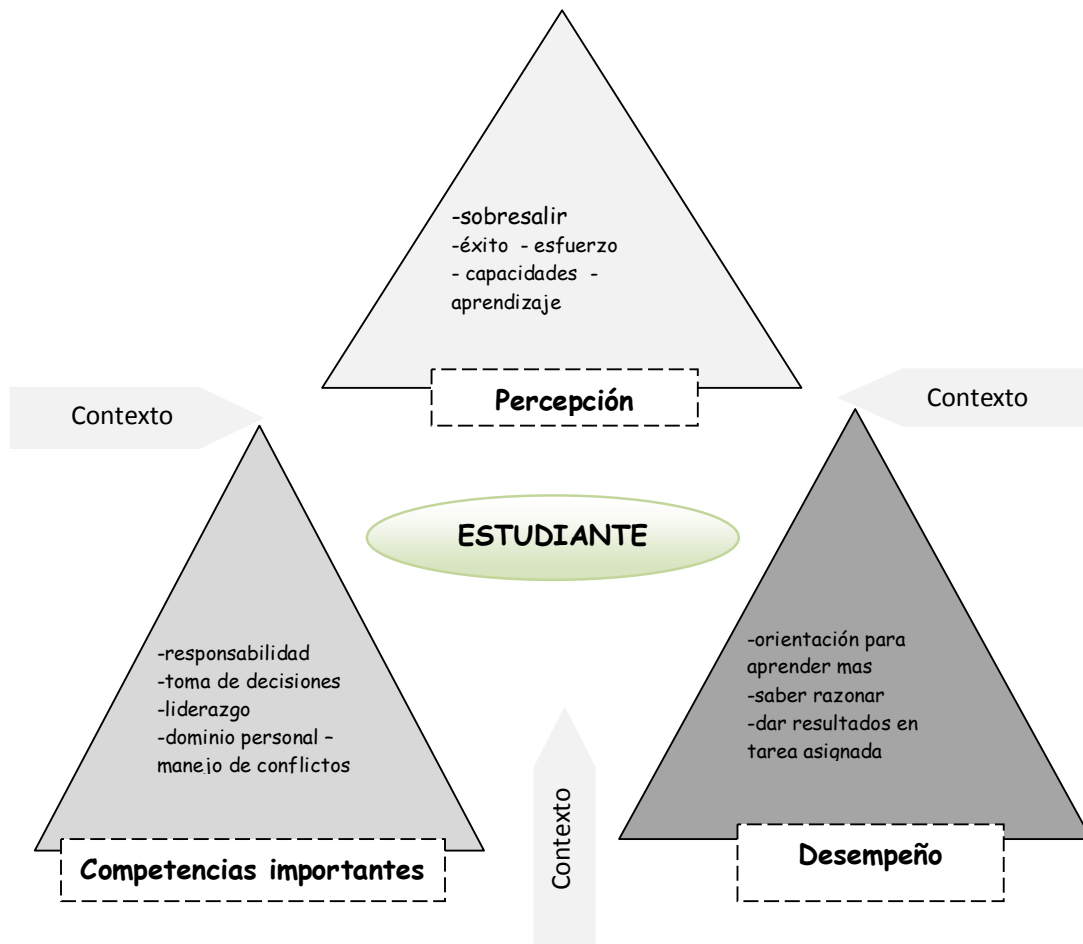 -sobresalir
-éxito - esfuerzo
- capacidades -
aprendizaje
Percepción
Contexto
Contexto
ESTUDIANTE
-responsabilidad
-toma de decisiones
-liderazgo
-dominio personal –
manejo de conflictos
Competencias importantes
Contexto
-orientación para
aprender mas
-saber razonar
-dar resultados en
tarea asignada
Desempeño